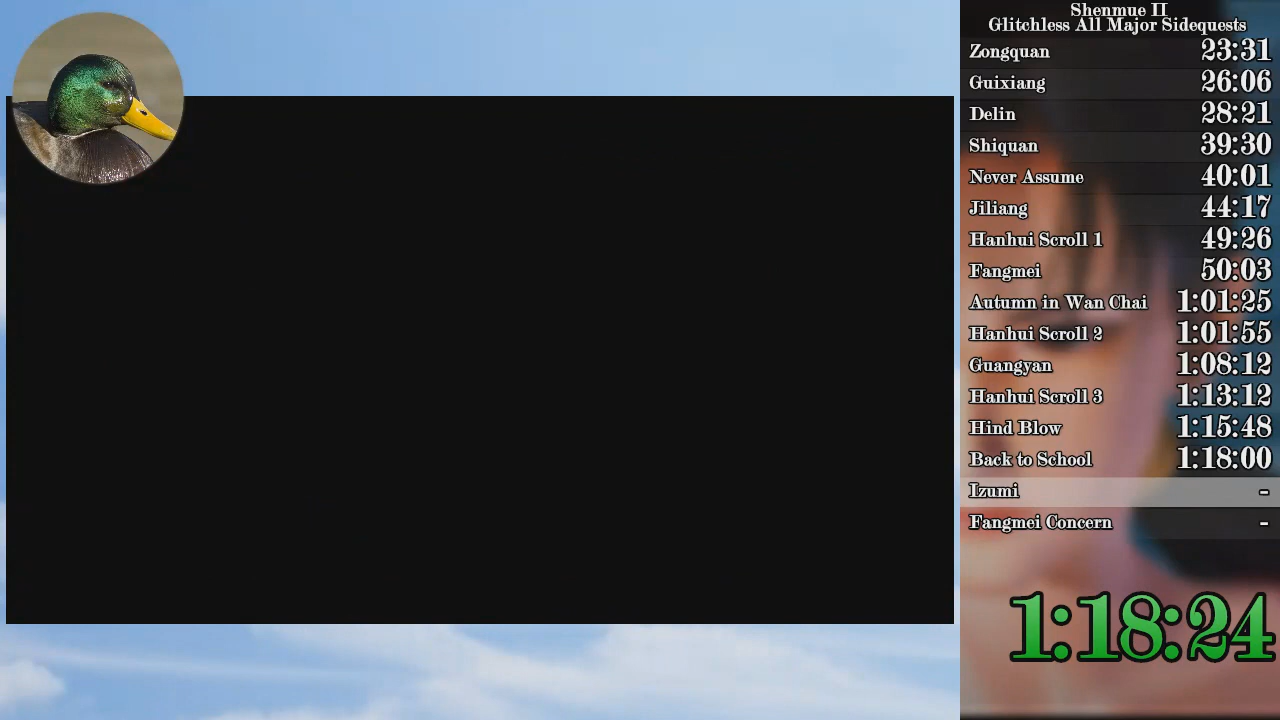 Shenmue II
Glitchless All Major Sidequests
Zongquan 23:31
Guixiang 26:06
Delin 28:21
Shiquan 39:30
Never Assume 40:01
Jiliang 44:17
Hanhui Scroll 1 49:26
Fangmei 50:03
Autumn in Wan Chai 1:01:25
Hanhui Scroll 2 1:01:55
Guangyan 1:08:12
Hanhui Scroll 3 1:13:12
Hind Blow 1:15:48
Back to School 1:18:00
Izumi -
Fangmei Concern -
1:18:24